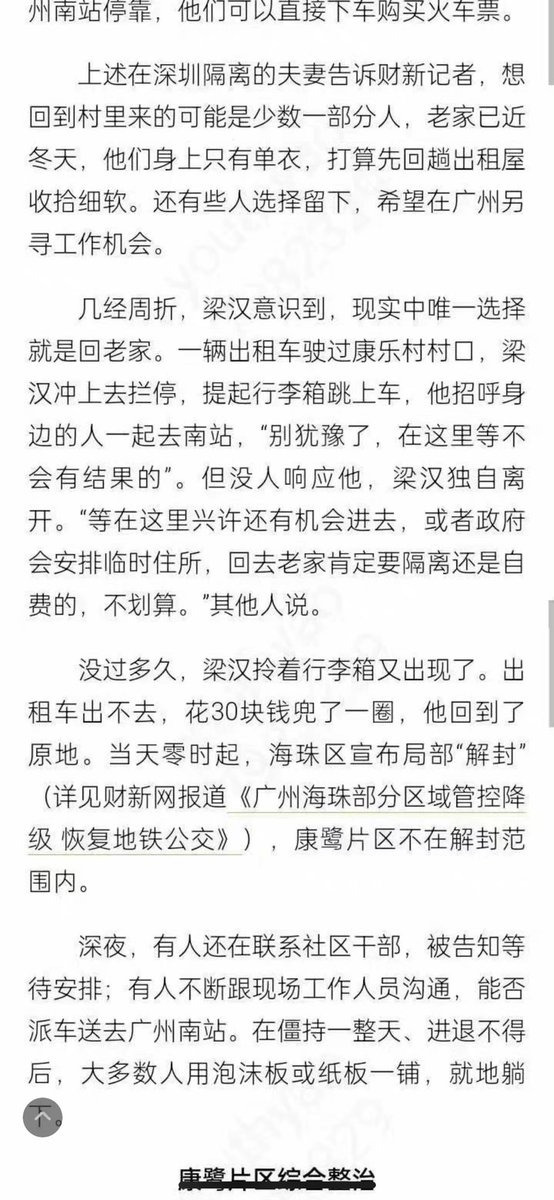 州南站停靠，他们可以直接下车购买火车票。
上述在深圳隔离的夫妻告诉财新记者，想
回到村里来的可能是少数一部分人，老家已近
冬天，他们身上只有单衣，打算先回趟出租屋
收拾细软。还有些人选择留下，希望在广州另
寻工作机会。
几经周折，梁汉意识到，现实中唯一选择
就是回老家。一辆出租车驶过康乐村村口，梁
汉冲上去拦停，提起行李箱跳上车，他招呼身
边的人一起去南站，“别犹豫了，在这里等不
会有结果的”。但没人响应他，梁汉独自离
开。“等在这里兴许还有机会进去，或者政府
会安排临时住所，回去老家肯定要隔离还是自
费的，不划算。”其他人说。
没过多久，梁汉拎着行李箱又出现了。出
租车出不去，花30块钱兜了一圈，他回到了
原地。当天零时起，海珠区宣布局部“解封”
（详见财新网报道《广州海珠部分区域管控降
级 恢复地铁公交》），康鹭片区不在解封范
围内。
深夜，有人还在联系社区干部，被告知等
待安排；有人不断跟现场工作人员沟通，能否
派车送去广州南站。在僵持一整天、进退不得
后，大多数人用泡沫板或纸板一铺，就地躺
下。
康鹭片区综合整治